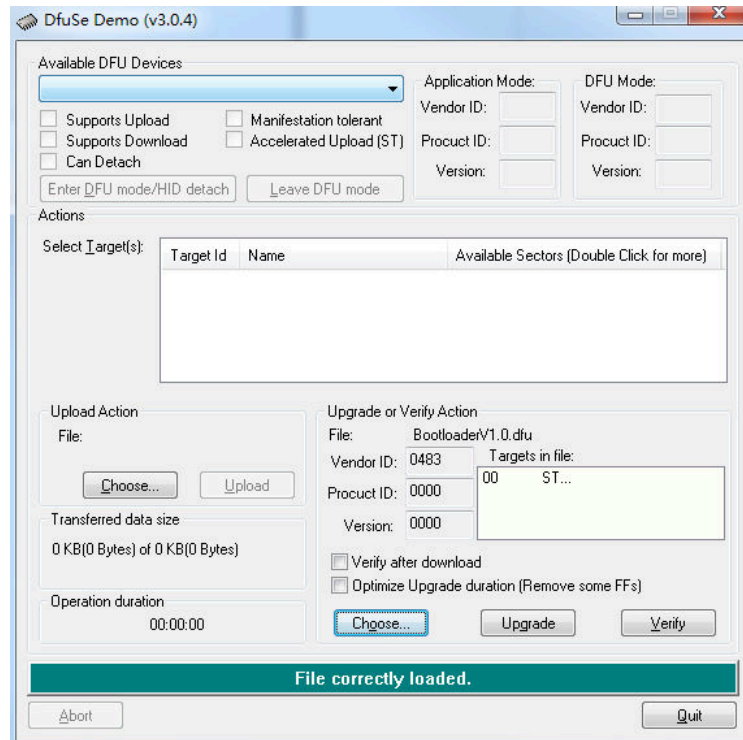 DfuSe Demo (v3.0.4)
Available DFU Devices
Supports Upload
Manifestation tolerant
Supports Download
Accelerated Upload (ST)
Can Detach
Enter DFU mode/HID detach
Leave DFU mode
Application Mode:
Vendor ID:
Procuct ID:
Version:
DFU Mode:
Vendor ID:
Procuct ID:
Version:
Actions
Select Target(s):
Target Id
Name
Available Sectors (Double Click for more)
Upload Action
File:
Choose...
Upload
Transferred data size
0 KB(0 Bytes) of 0 KB(0 Bytes)
Operation duration
00:00:00
Upgrade or Verify Action
File: BootloaderV1.0.dfu
Vendor ID: 0483
Procuct ID: 0000
Version: 0000
Targets in file:
00 ST...
Verify after download
Optimize Upgrade duration (Remove some FFs)
Choose...
Upgrade
Verify
File correctly loaded.
Abort
Quit